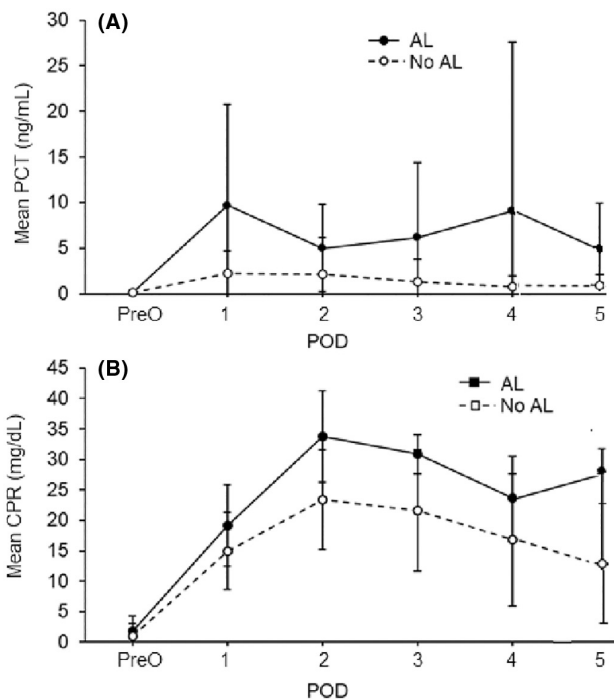 (A)
AL
No AL
Mean PCT (ng/mL)
30
25
20
15
10
5
0
PreO 1 2 3 4 5
POD
(B)
AL
No AL
Mean CPR (mg/dL)
45
40
35
30
25
20
15
10
5
0
PreO 1 2 3 4 5
POD